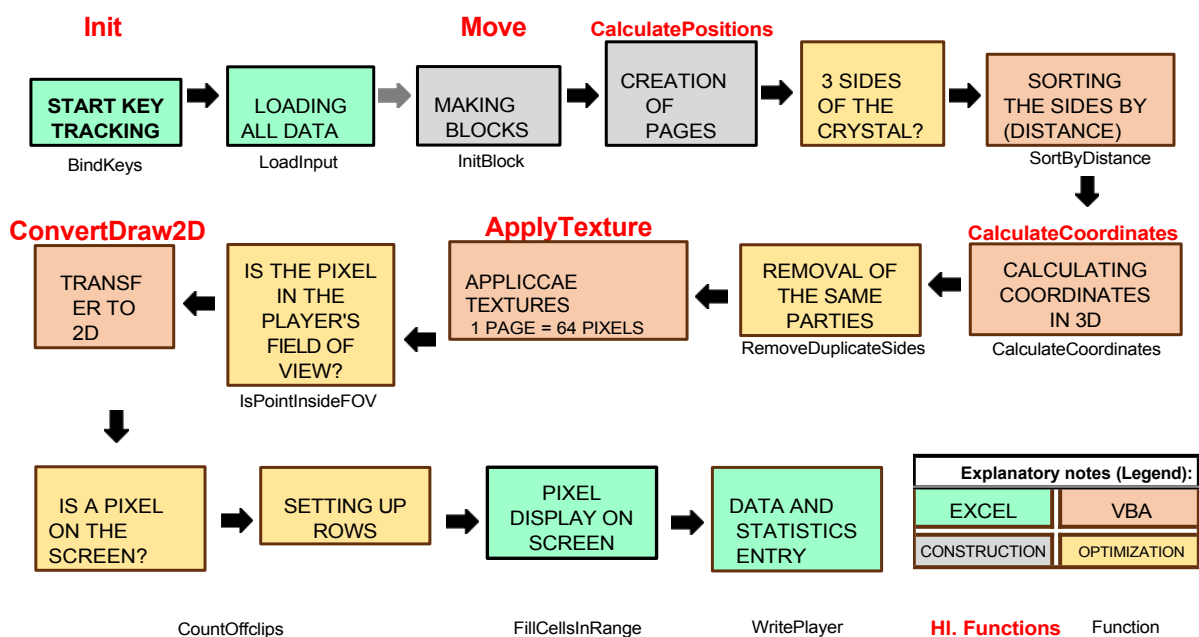 Init
Move
CalculatePositions
START KEY
TRACKING
BindKeys
LOADING
ALL DATA
LoadInput
MAKING
BLOCKS
InitBlock
CREATION
OF
PAGES
3 SIDES
OF THE
CRYSTAL?
SORTING
THE SIDES BY
(DISTANCE)
SortByDistance
CalculateCoordinates
CALCULATING
COORDINATES
IN 3D
CalculateCoordinates
REMOVAL OF
THE SAME
PARTIES
RemoveDuplicateSides
ApplyTexture
APPLICCAE
TEXTURES
1 PAGE = 64 PIXELS
IS THE PIXEL
IN THE
PLAYER'S
FIELD OF
VIEW?
IsPointInsideFOV
ConvertDraw2D
TRANSF
ER TO
2D
IS A PIXEL
ON THE
SCREEN?
CountOffclips
SETTING UP
ROWS
PIXEL
DISPLAY ON
SCREEN
FillCellsInRange
DATA AND
STATISTICS
ENTRY
WritePlayer
Explanatory notes (Legend):
EXCEL
VBA
CONSTRUCTION
OPTIMIZATION
Hl. Functions
Function